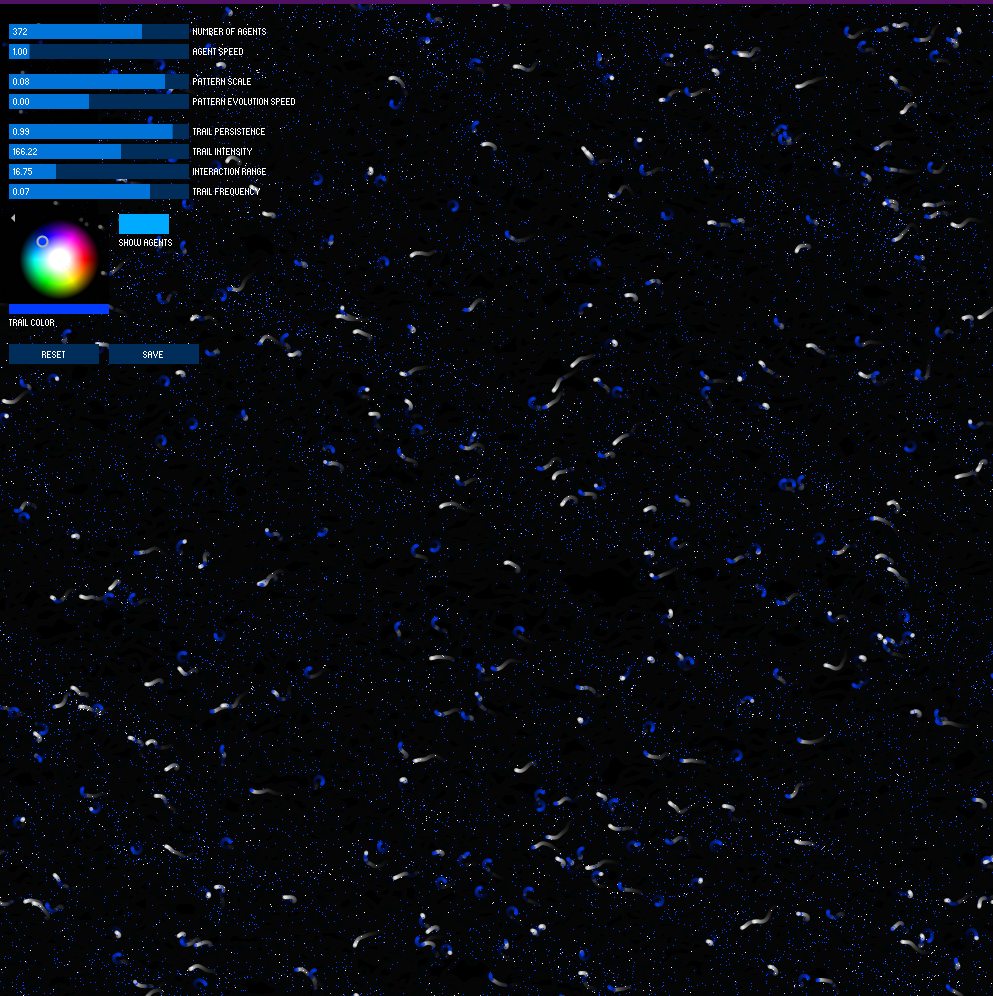 372 NUMBER OF AGENTS
1.00 AGENT SPEED
0.08 PATTERN SCALE
0.00 PATTERN EVOLUTION SPEED
0.99 TRAIL PERSISTENCE
166.22 TRAIL INTENSITY
16.75 INTERACTION RANGE
0.07 TRAIL FREQUENCY
SHOW AGENTS
TRAIL COLOR
RESET SAVE